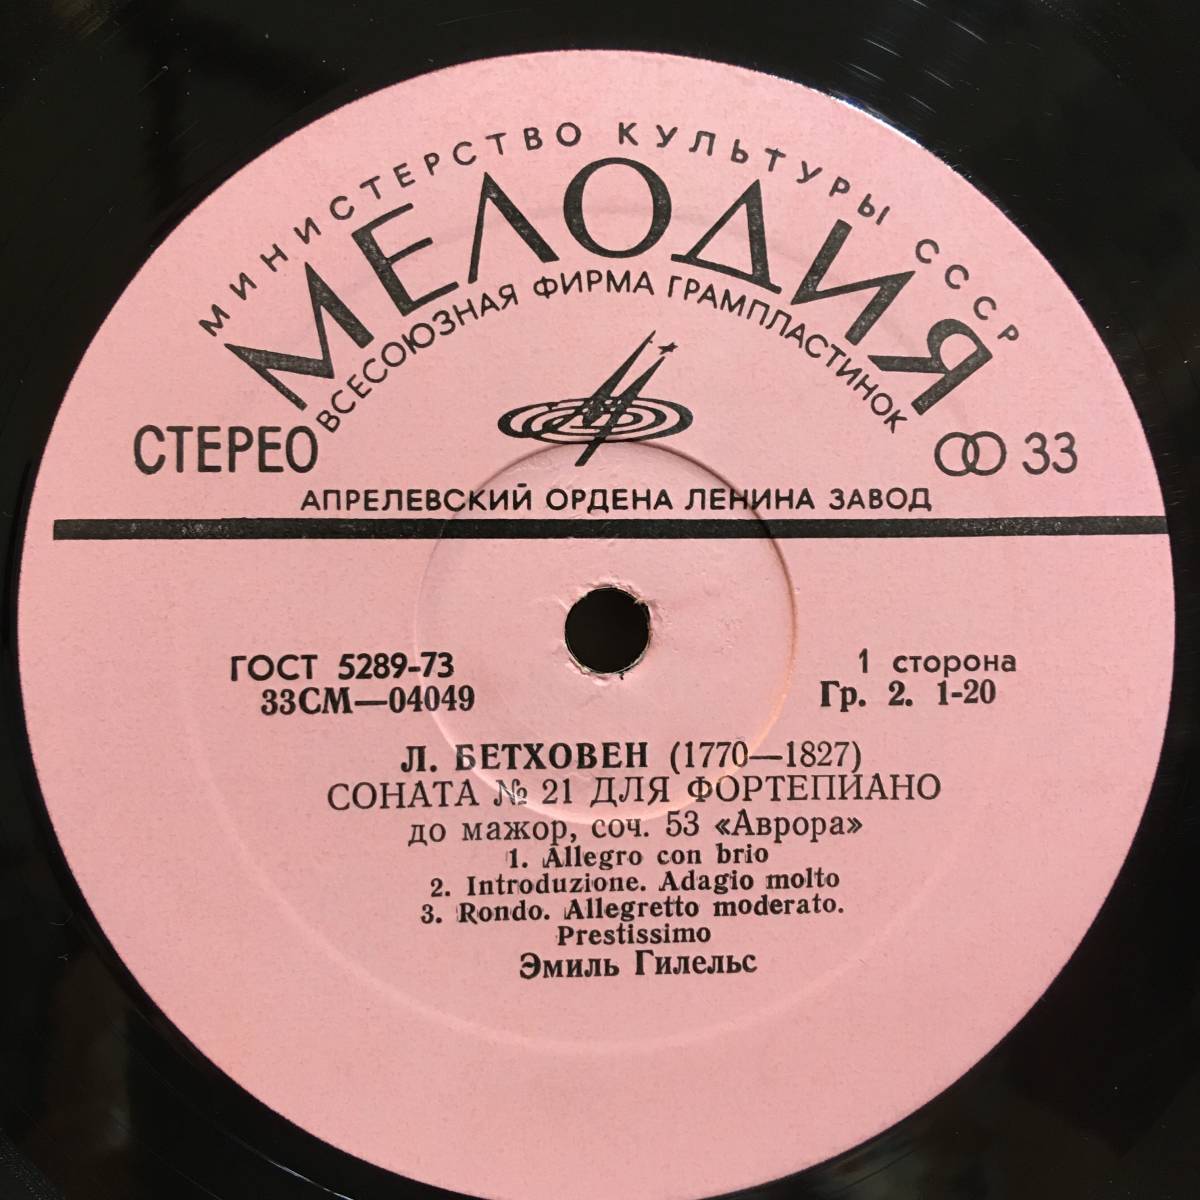 МИНИСТЕРСТВО КУЛЬТУРЫ СССР
МЕЛОДИЯ
ВСЕСОЮЗНАЯ ФИРМА ГРАМПЛАСТИНОК
СТЕРЕО
33
АПРЕЛЕВСКИЙ ОРДЕНА ЛЕНИНА ЗАВОД
ГОСТ 5289-73
33СМ—04049
1 сторона
Гр. 2. 1-20
Л. БЕТХОВЕН (1770—1827)
СОНАТА № 21 ДЛЯ ФОРТЕПИАНО
до мажор, соч. 53 «Аврора»
1. Allegro con brio
2. Introduzione. Adagio molto
3. Rondo. Allegretto moderato.
Prestissimo
Эмиль Гилельс